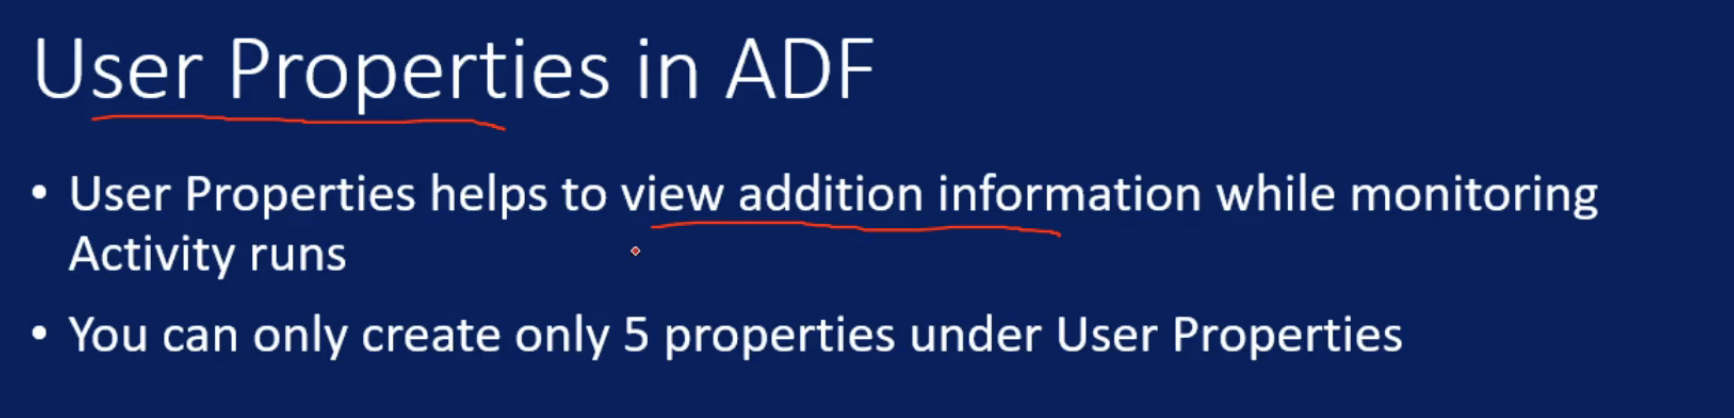 User Properties in ADF
• User Properties helps to view addition information while monitoring
Activity runs
• You can only create only 5 properties under User Properties